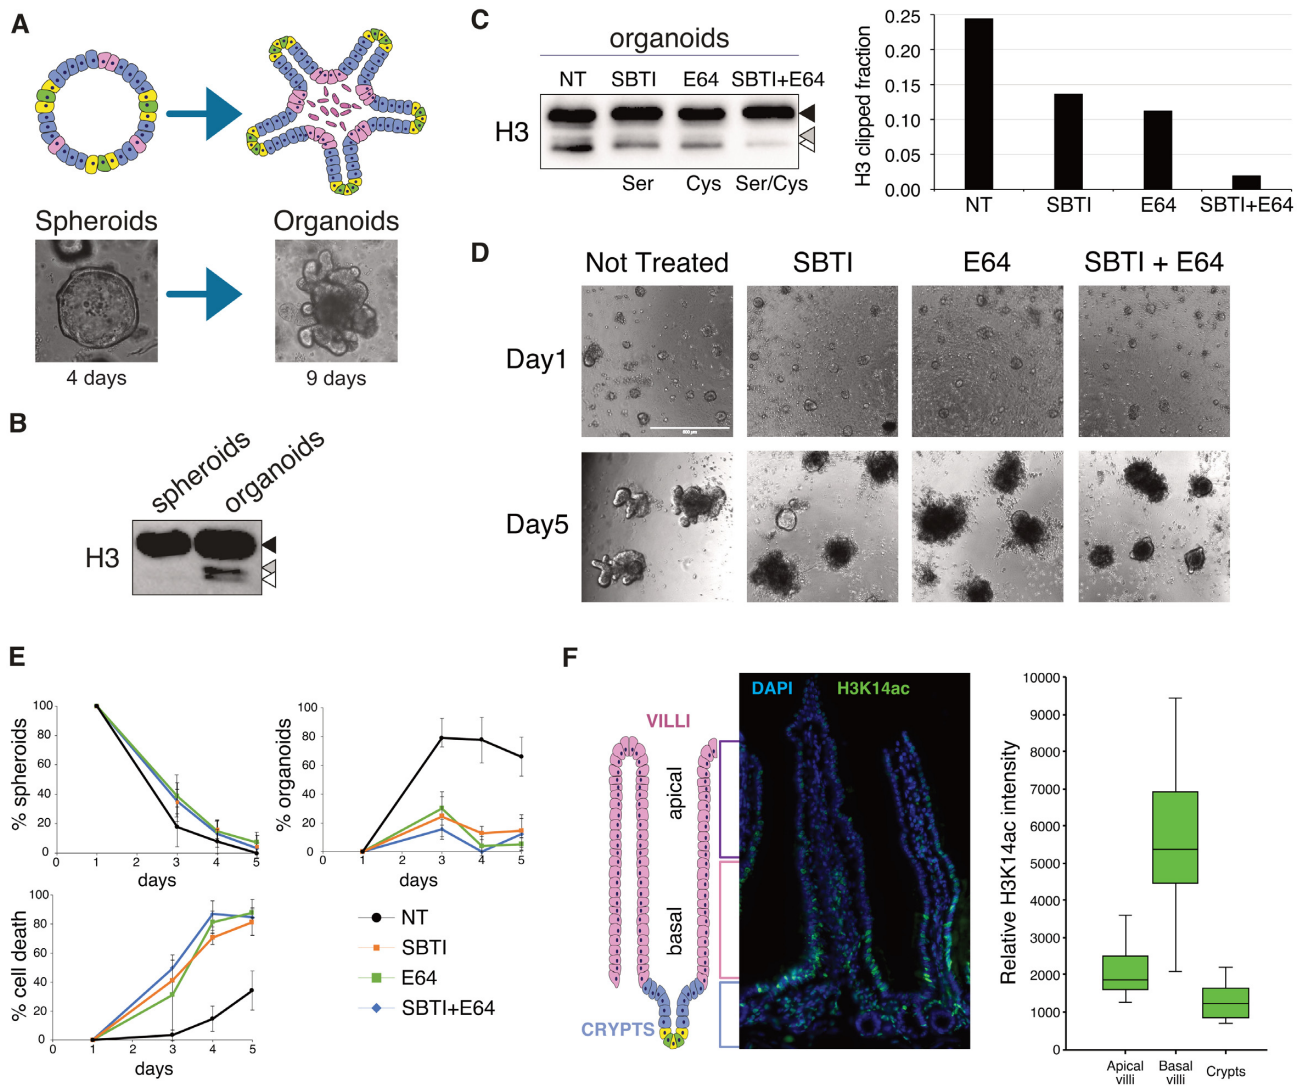 A
Spheroids
Organoids
4 days
9 days
B
spheroids
organoids
H3
C
organoids
NT SBTI E64 SBTI+E64
H3
Ser Cys Ser/Cys
H3 clipped fraction
0.25
0.20
0.15
0.10
0.05
0.00
NT SBTI E64 SBTI+E64
D
Not Treated SBTI E64 SBTI + E64
Day1
Day5
E
% spheroids
100
80
60
40
20
0
0 1 2 3 4 5
days
% organoids
100
80
60
40
20
0
0 1 2 3 4 5
days
% cell death
100
80
60
40
20
0
0 1 2 3 4 5
days
NT
SBTI
E64
SBTI+E64
F
DAPI H3K14ac
VILLI
apical
basal
CRYPTS
Relative H3K14ac intensity
10000
9000
8000
7000
6000
5000
4000
3000
2000
1000
0
Apical villi
Basal villi
Crypts